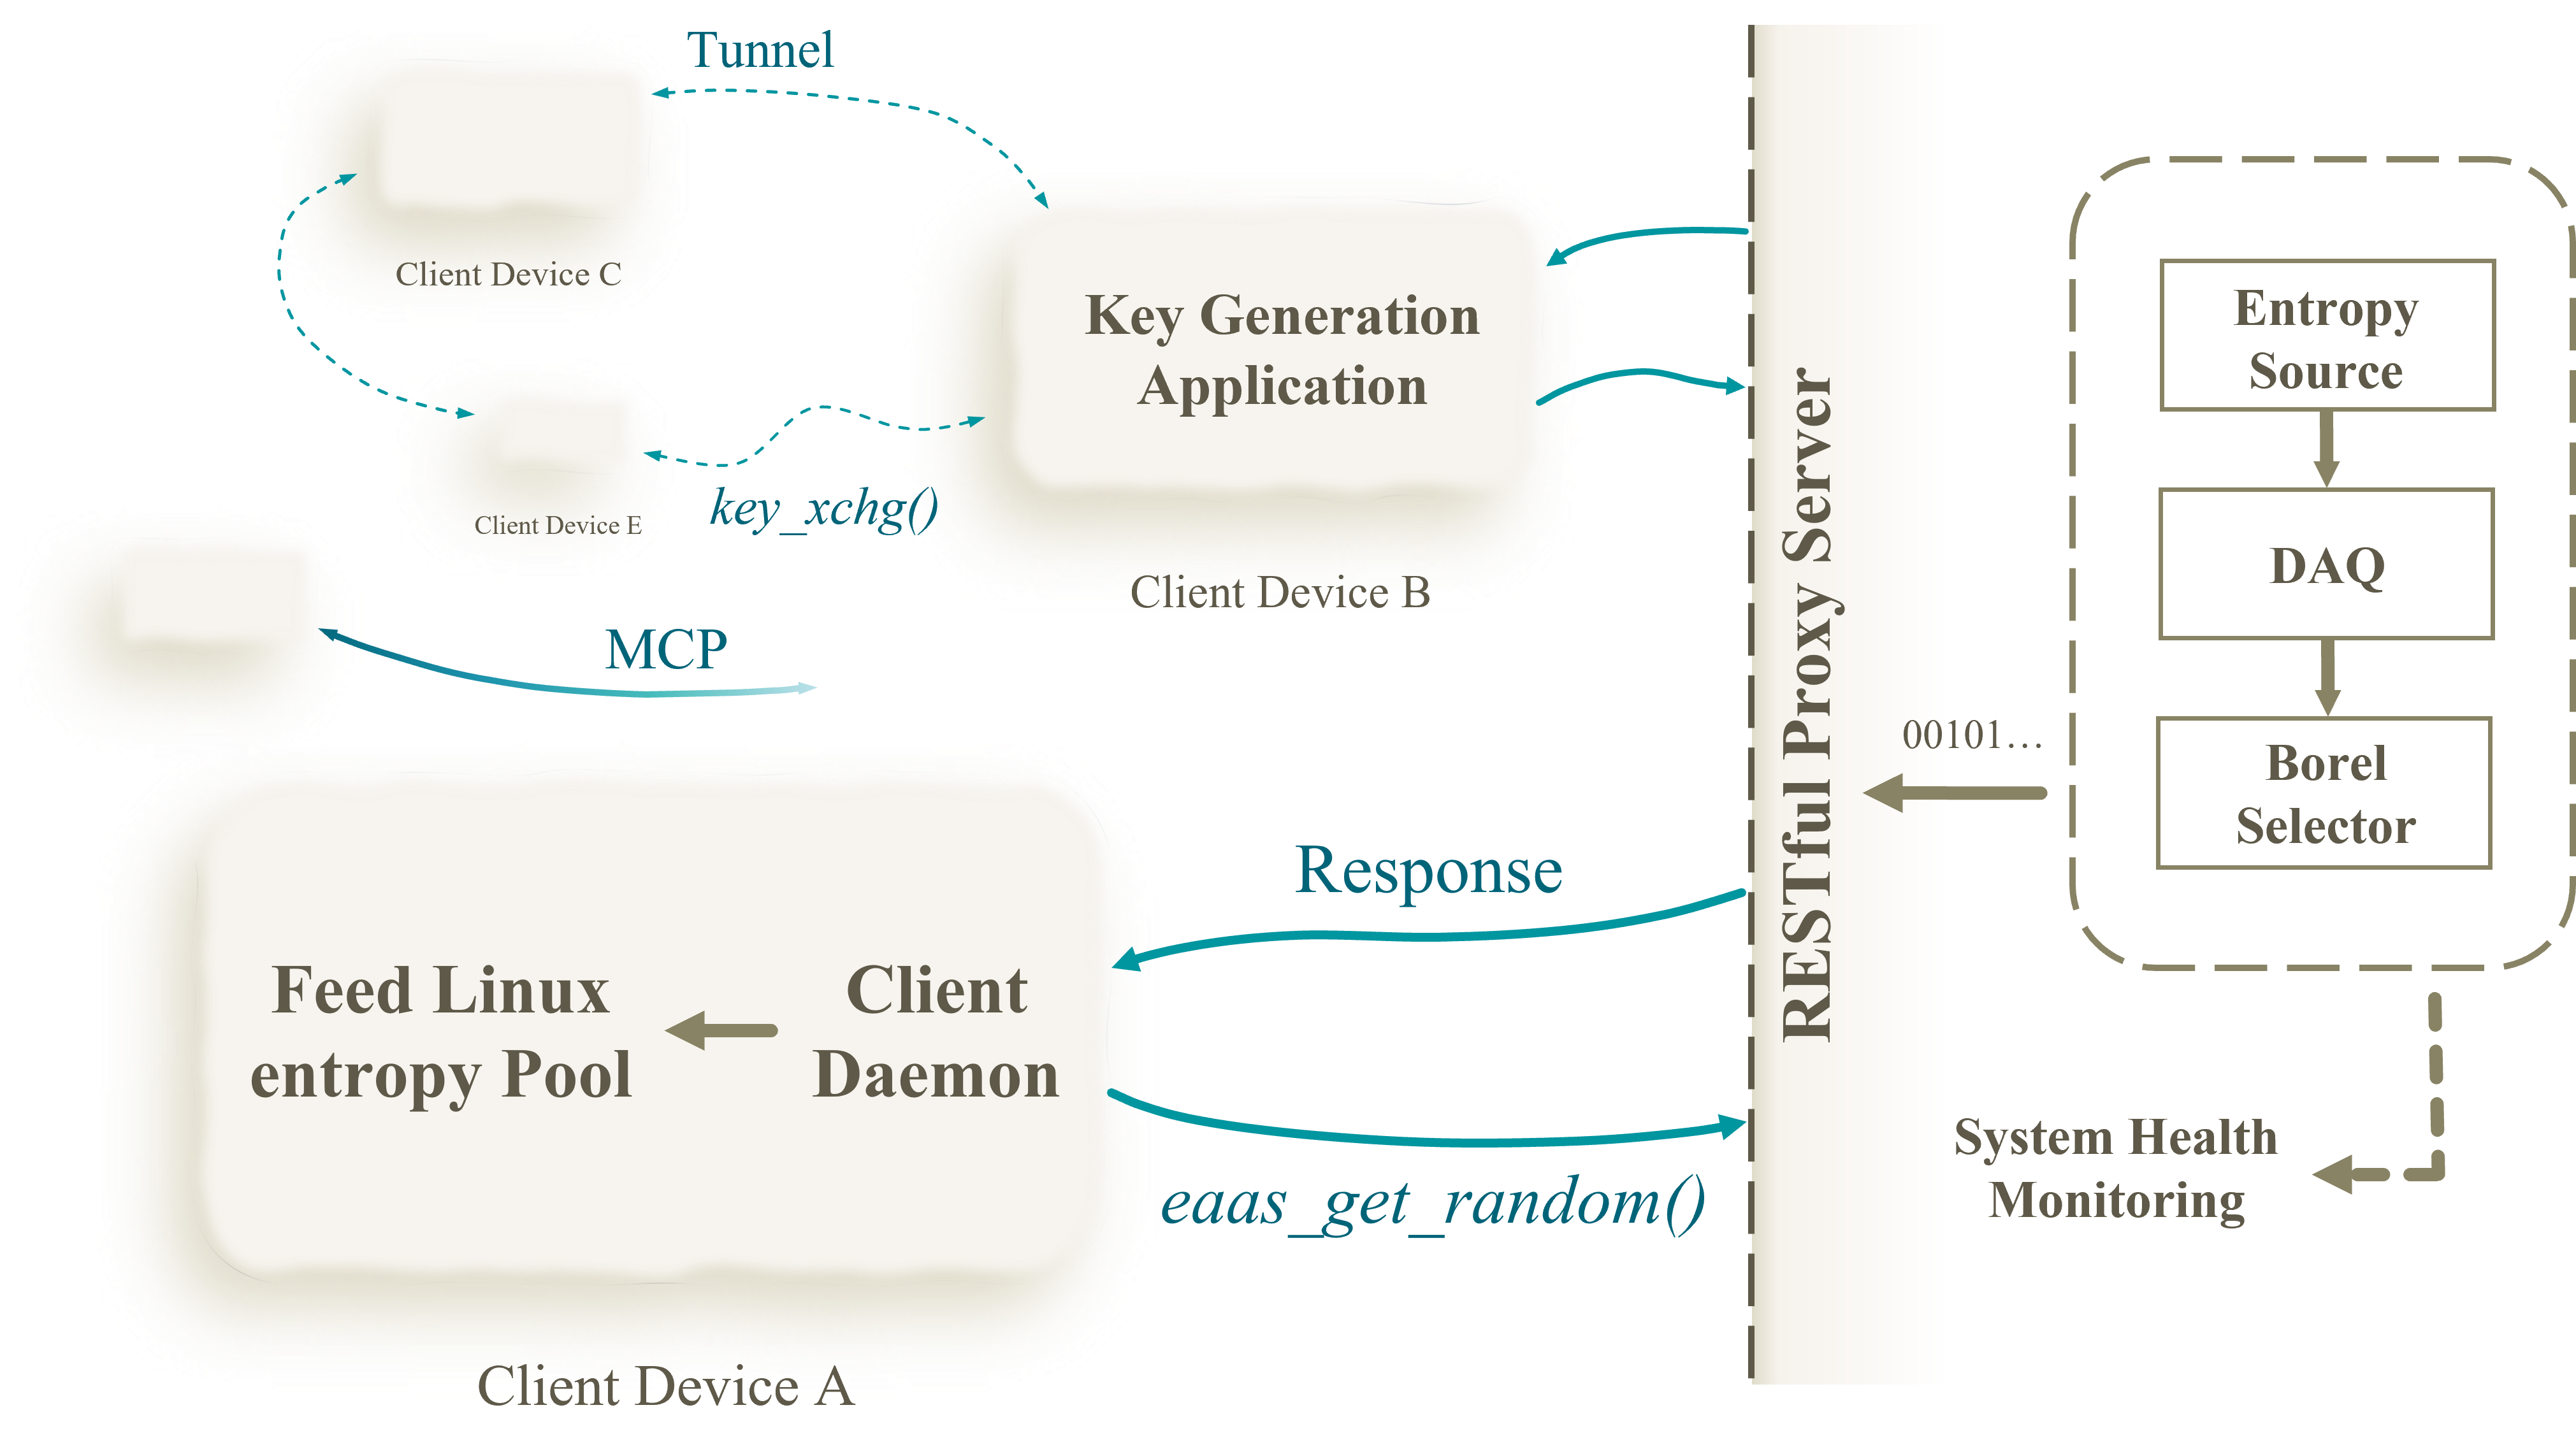 Tunnel
Client Device C
Key Generation
Application
key_xchg()
Client Device E
Client Device B
MCP
Response
Feed Linux
entropy Pool
Client
Daemon
eaas_get_random()
Client Device A
RESTful Proxy Server
00101…
Entropy
Source
DAQ
Borel
Selector
System Health
Monitoring